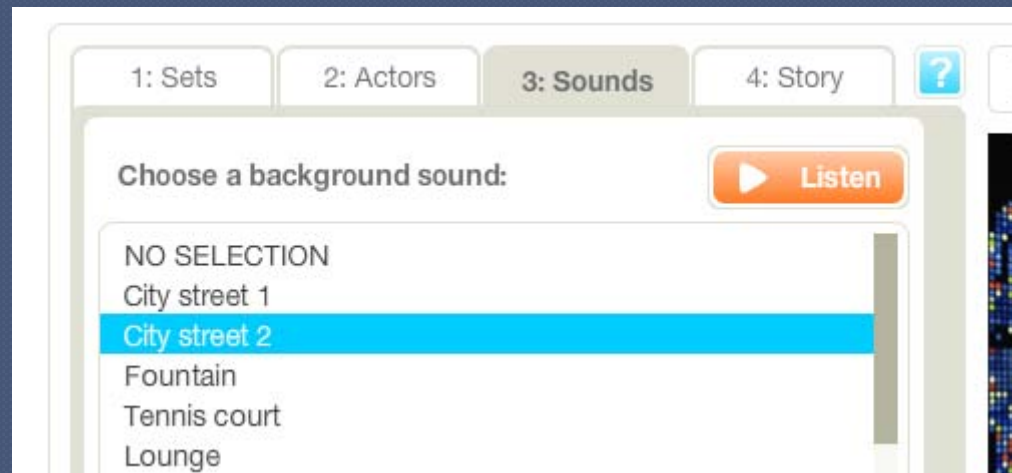 1: Sets 2: Actors 3: Sounds 4: Story ?
Choose a background sound: Listen
NO SELECTION
City street 1
City street 2
Fountain
Tennis court
Lounge